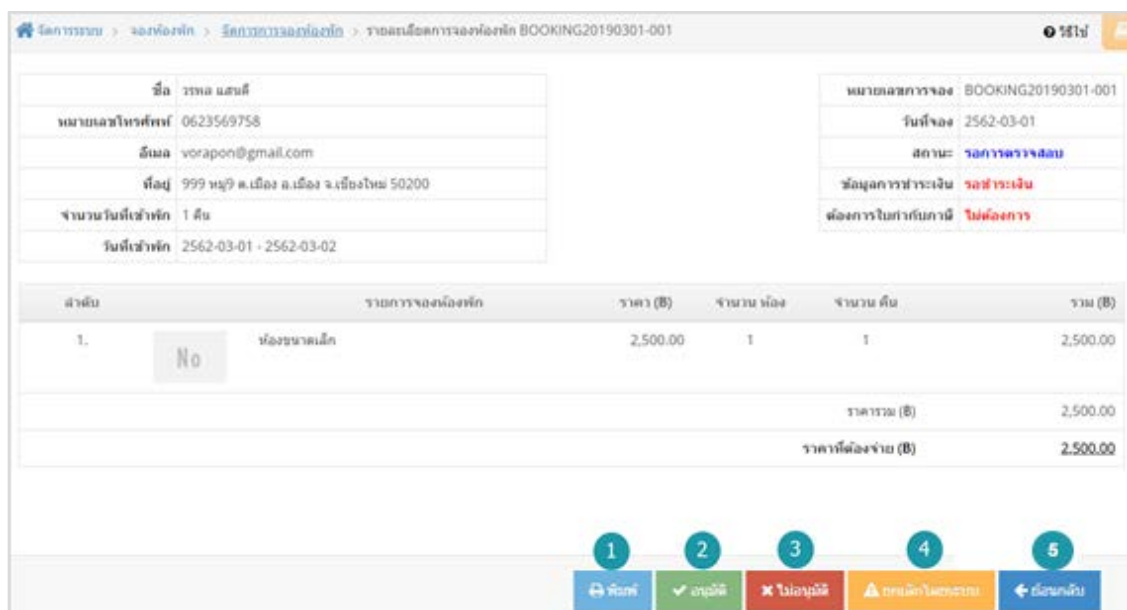 จัดการระบบ > จองห้องพัก > จัดการการจองห้องพัก > รายละเอียดการจองห้องพัก BOOKING20190301-001 วิธีใช้
ชื่อ วรพล แสนดี
หมายเลขโทรศัพท์ 0623569758
อีเมล vorapon@gmail.com
ที่อยู่ 999 หมู่9 ต.เมือง อ.เมือง จ.เชียงใหม่ 50200
จำนวนวันที่เข้าพัก 1 คืน
วันที่เข้าพัก 2562-03-01 - 2562-03-02
หมายเลขการจอง BOOKING20190301-001
วันที่จอง 2562-03-01
สถานะ รอการตรวจสอบ
ข้อมูลการชำระเงิน รอชำระเงิน
ต้องการใบกำกับภาษี ไม่ต้องการ
ลำดับ รายการจองห้องพัก ราคา (฿) จำนวน ห้อง จำนวน คืน รวม (฿)
1. No ห้องขนาดเล็ก 2,500.00 1 1 2,500.00
ราคารวม (฿) 2,500.00
ราคาที่ต้องจ่าย (฿) 2,500.00
1 2 3 4 5
พิมพ์ อนุมัติ ไม่อนุมัติ ยกเลิกโดยระบบ ย้อนกลับ